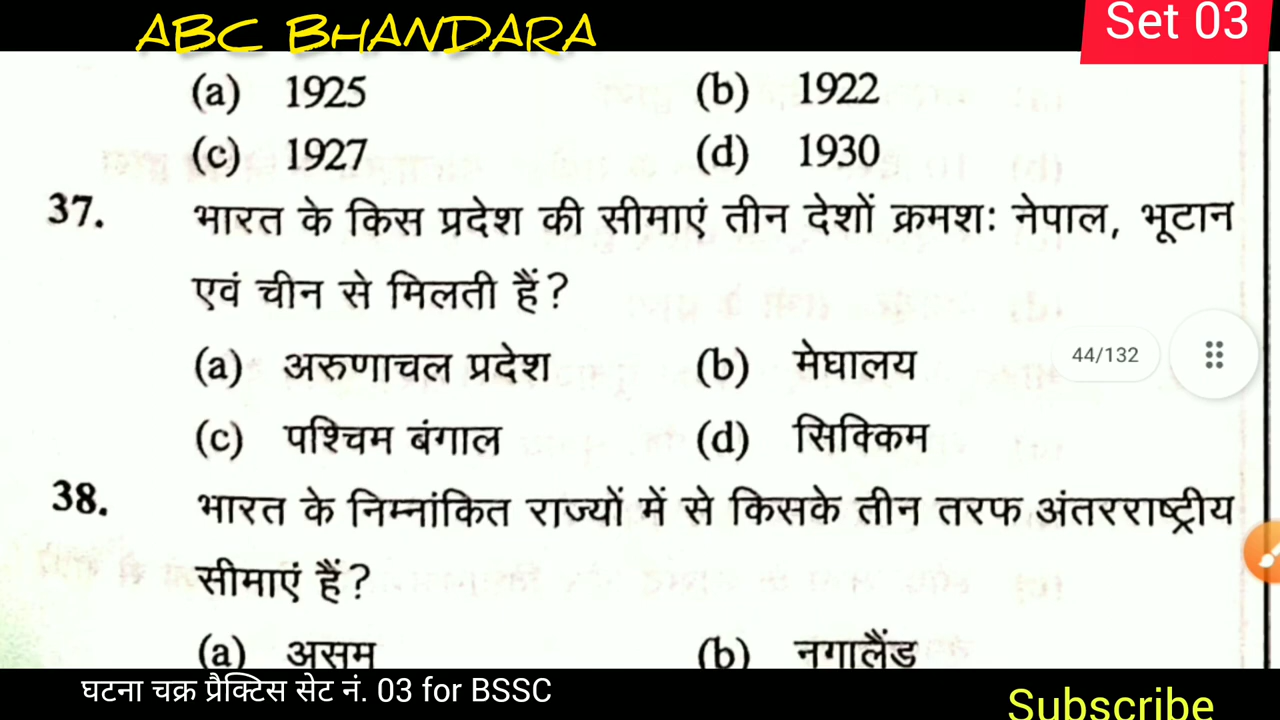 ABC BHANDARA
Set 03
(a) 1925 (b) 1922
(c) 1927 (d) 1930
37. भारत के किस प्रदेश की सीमाएं तीन देशों क्रमशः नेपाल, भूटान
एवं चीन से मिलती हैं?
(a) अरुणाचल प्रदेश (b) मेघालय
44/132
(c) पश्चिम बंगाल (d) सिक्किम
38. भारत के निम्नांकित राज्यों में से किसके तीन तरफ अंतरराष्ट्रीय
सीमाएं हैं?
(a) असम (b) नगालैंड
घटना चक्र प्रैक्टिस सेट नं. 03 for BSSC
Subscribe